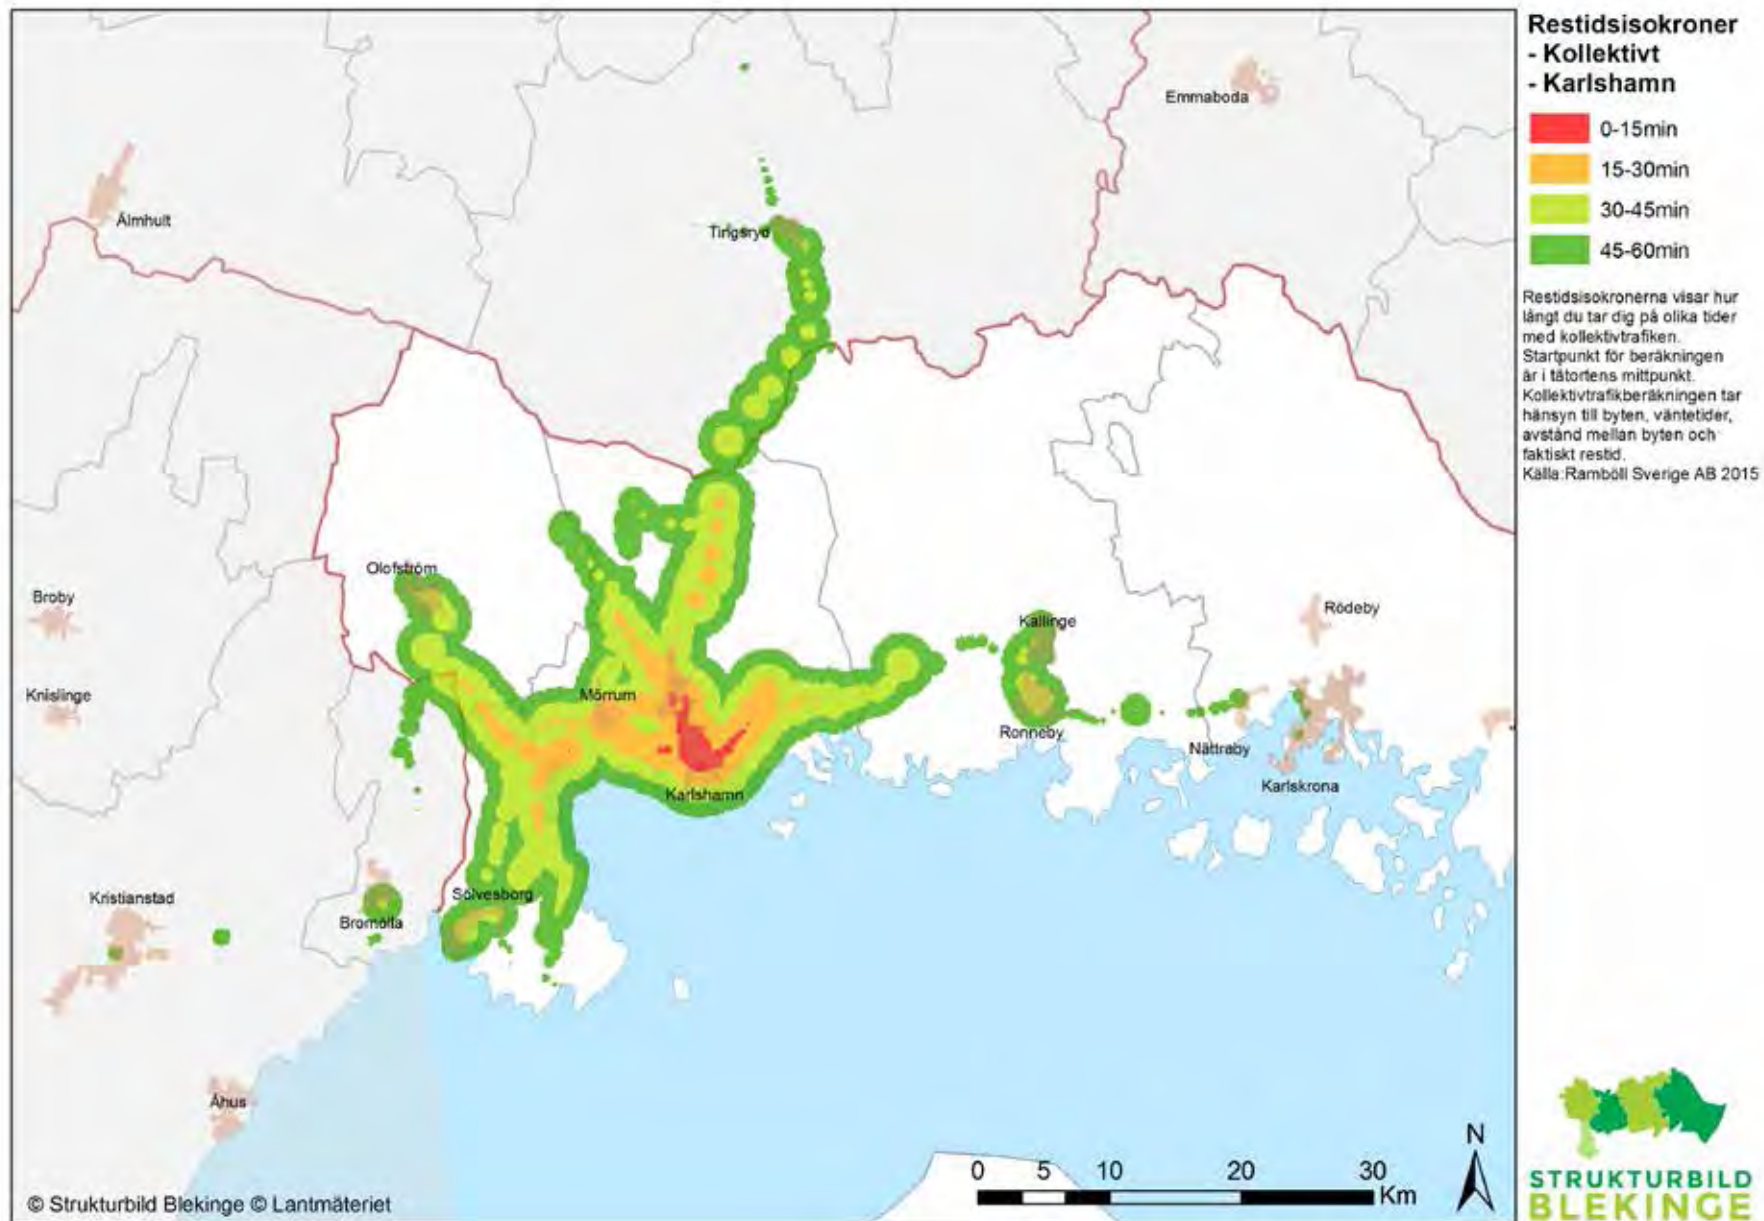 Restidsisokroner
- Kollektivt
- Karlshamn
0-15min
15-30min
30-45min
45-60min
Restidsisokronerna visar hur
långt du tar dig på olika tider
med kollektivtrafiken.
Startpunkt för beräkningen
är i tätortens mittpunkt.
Kollektivtrafikberäkningen tar
hänsyn till byten, väntetider,
avstånd mellan byten och
faktiskt restid.
Källa:Ramböll Sverige AB 2015
Emmaboda
Älmhult
Tingsryd
Olofström
Broby
Kallinge
Rödeby
Knislinge
Mörrum
Ronneby
Nättraby
Karlskrona
Karlshamn
Kristianstad
Sölvesborg
Bromölla
Åhus
N
0 5 10 20 30
Km
© Strukturbild Blekinge © Lantmäteriet
STRUKTURBILD
BLEKINGE